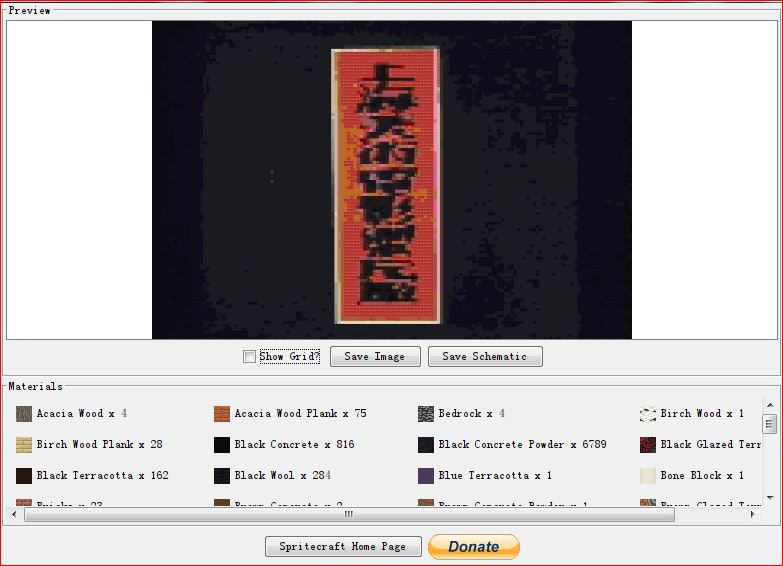 Preview
Show Grid?
Save Image
Save Schematic
Materials
Acacia Wood x 4
Acacia Wood Plank x 75
Bedrock x 4
Birch Wood x 1
Birch Wood Plank x 28
Black Concrete x 816
Black Concrete Powder x 6789
Black Glazed Terr
Black Terracotta x 162
Black Wool x 284
Blue Terracotta x 1
Bone Block x 1
Spritecraft Home Page
Donate